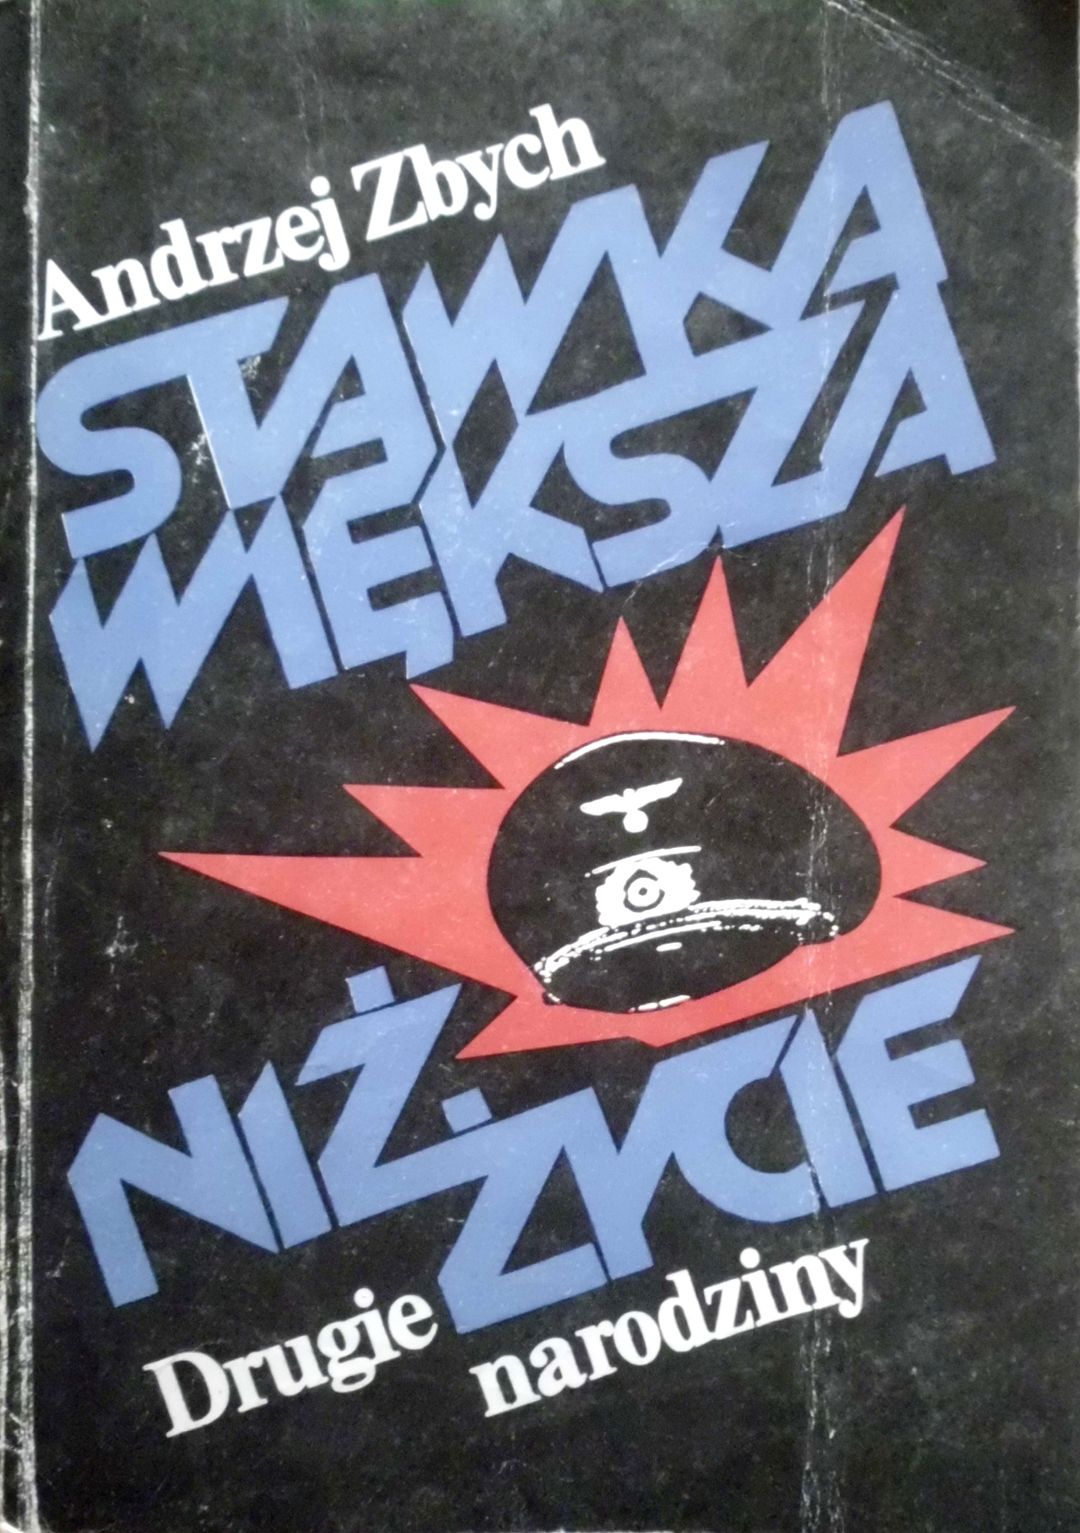 Andrzej Zbych
STAWKA
WIĘKSZA
NIŻ
ŻYCIE
Drugie
narodziny